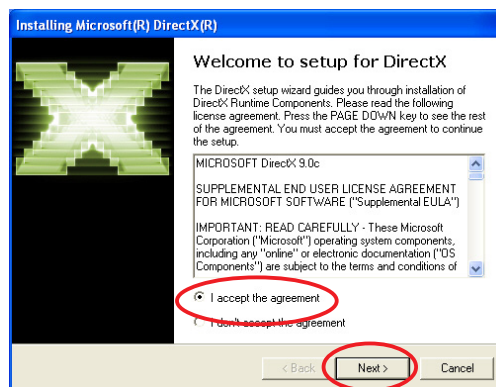 Installing Microsoft(R) DirectX(R)
Welcome to setup for DirectX
The DirectX setup wizard guides you through installation of
DirectX Runtime Components. Please read the following
license agreement. Press the PAGE DOWN key to see the rest
of the agreement. You must accept the agreement to continue
the setup.
MICROSOFT DirectX 9.0c
SUPPLEMENTAL END USER LICENSE AGREEMENT
FOR MICROSOFT SOFTWARE ("Supplemental EULA")
IMPORTANT: READ CAREFULLY - These Microsoft
Corporation ("Microsoft") operating system components,
including any "online" or electronic documentation ("OS
Components") are subject to the terms and conditions of
I accept the agreement
I don't accept the agreement
< Back
Next >
Cancel